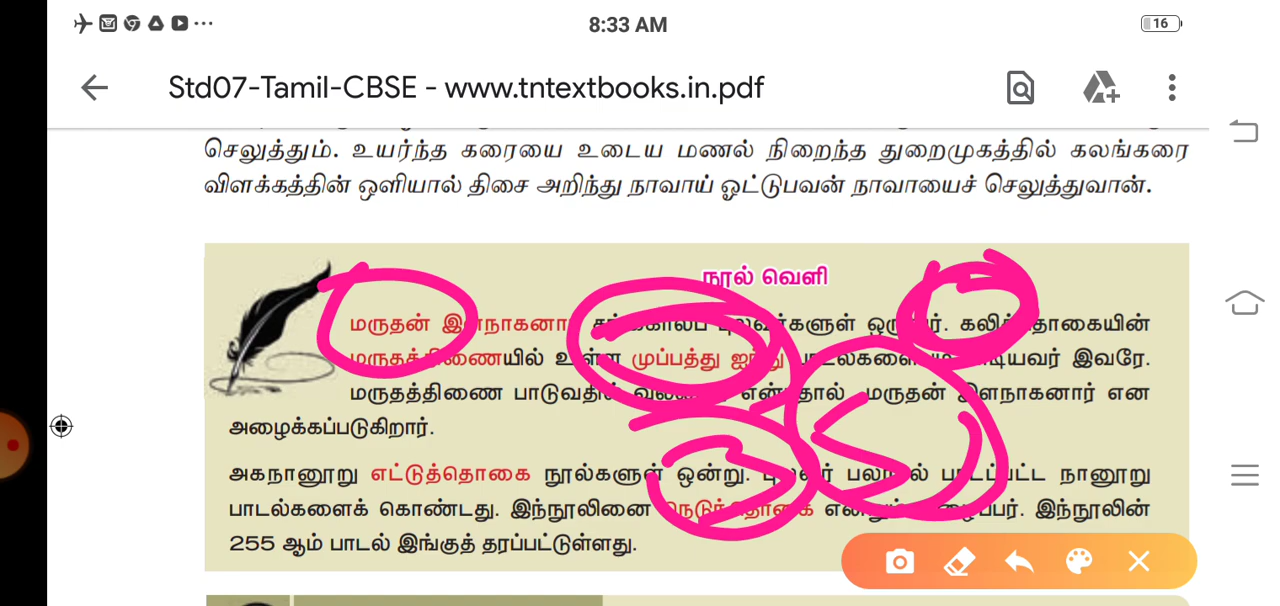 8:33 AM
16
Std07-Tamil-CBSE - www.tntextbooks.in.pdf
செலுத்தும். உயர்ந்த கரையை உடைய மணல் நிறைந்த துறைமுகத்தில் கலங்கரை
விளக்கத்தின் ஒளியால் திசை அறிந்து நாவாய் ஓட்டுபவன் நாவாயைச் செலுத்துவான்.
நூல் வெளி
மருதன் இளநாகனார் சங்ககாலப் புலவர்களுள் ஒருவர். கலித்தொகையின்
மருதத்திணையில் உள்ள முப்பத்து ஐந்து பாடல்களையும் பாடியவர் இவரே.
மருதத்திணை பாடுவதில் வல்லவர் என்பதால் மருதன் இளநாகனார் என
அழைக்கப்படுகிறார்.
அகநானூறு எட்டுத்தொகை நூல்களுள் ஒன்று. புலவர் பலரால் பாடப்பட்ட நானூறு
பாடல்களைக் கொண்டது. இந்நூலினை நெடுந்தொகை என்றும் அழைப்பர். இந்நூலின்
255 ஆம் பாடல் இங்குத் தரப்பட்டுள்ளது.